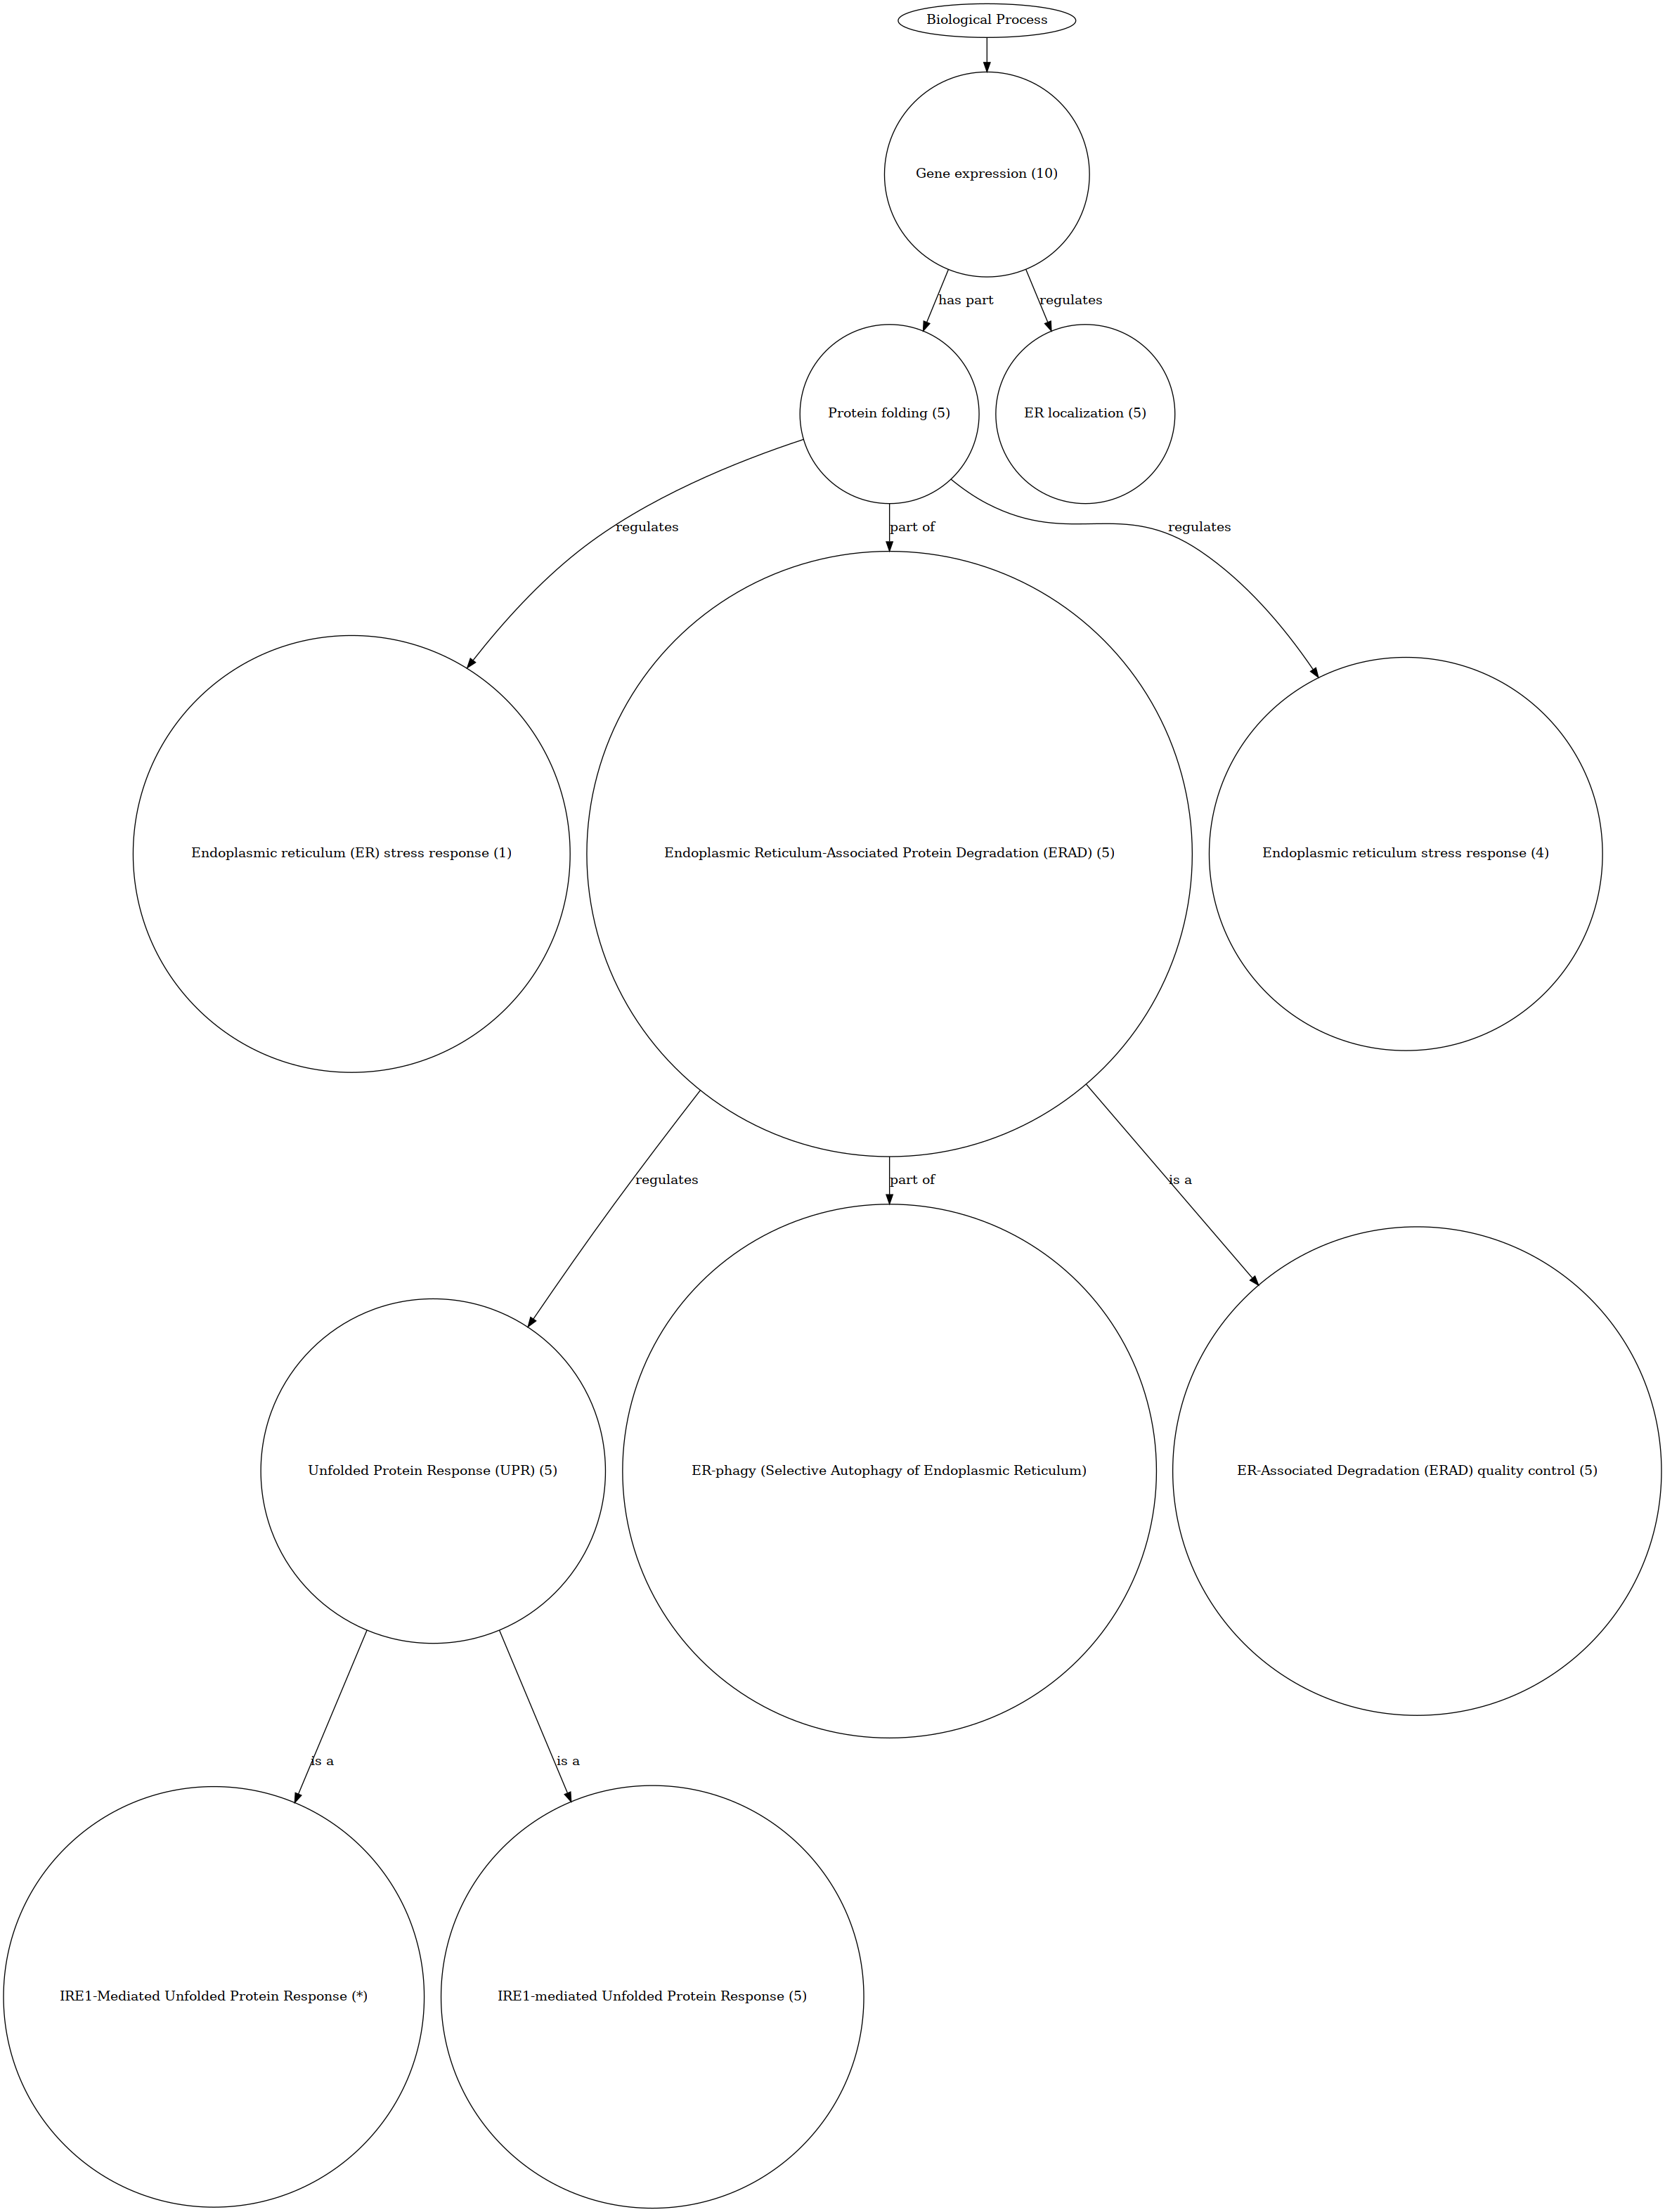 Biological Process
Gene expression (10)
has part
regulates
Protein folding (5)
ER localization (5)
regulates
part of
regulates
Endoplasmic reticulum (ER) stress response (1)
Endoplasmic Reticulum-Associated Protein Degradation (ERAD) (5)
Endoplasmic reticulum stress response (4)
regulates
part of
is a
Unfolded Protein Response (UPR) (5)
ER-phagy (Selective Autophagy of Endoplasmic Reticulum)
ER-Associated Degradation (ERAD) quality control (5)
is a
is a
IRE1-Mediated Unfolded Protein Response (*)
IRE1-mediated Unfolded Protein Response (5)